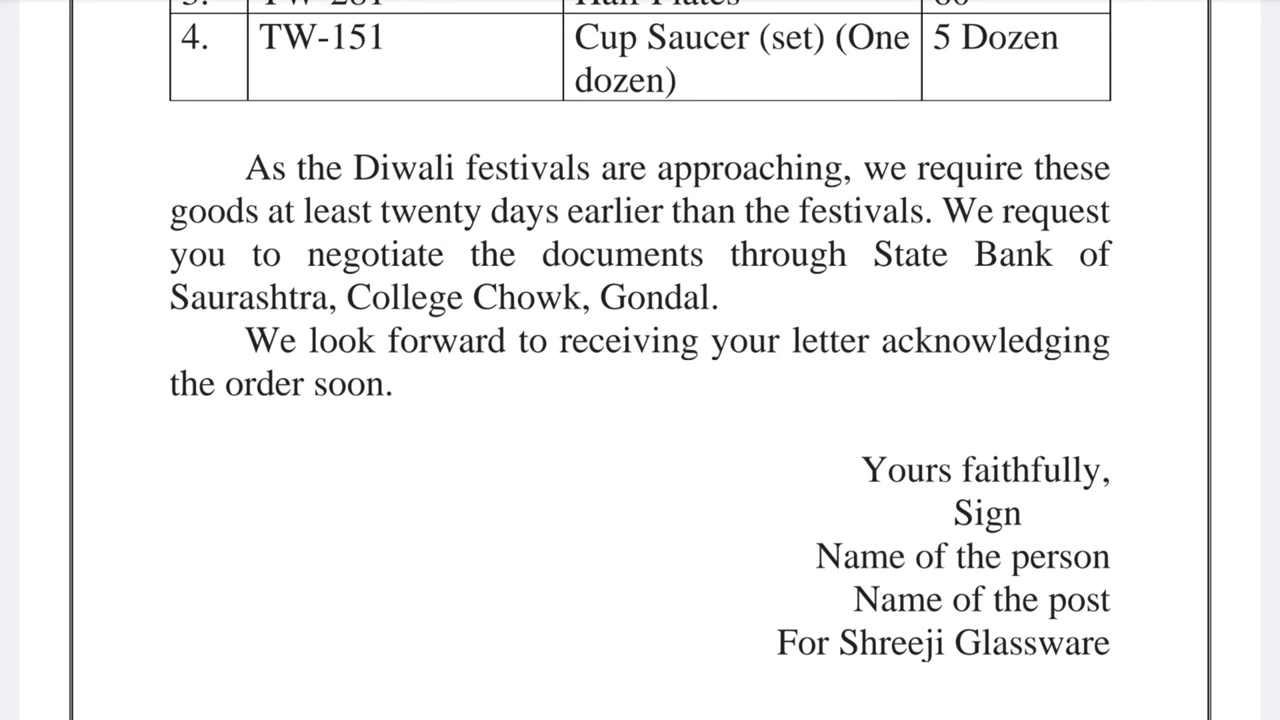 4. TW-151 Cup Saucer (set) (One 5 Dozen
dozen)
As the Diwali festivals are approaching, we require these
goods at least twenty days earlier than the festivals. We request
you to negotiate the documents through State Bank of
Saurashtra, College Chowk, Gondal.
We look forward to receiving your letter acknowledging
the order soon.
Yours faithfully,
Sign
Name of the person
Name of the post
For Shreeji Glassware